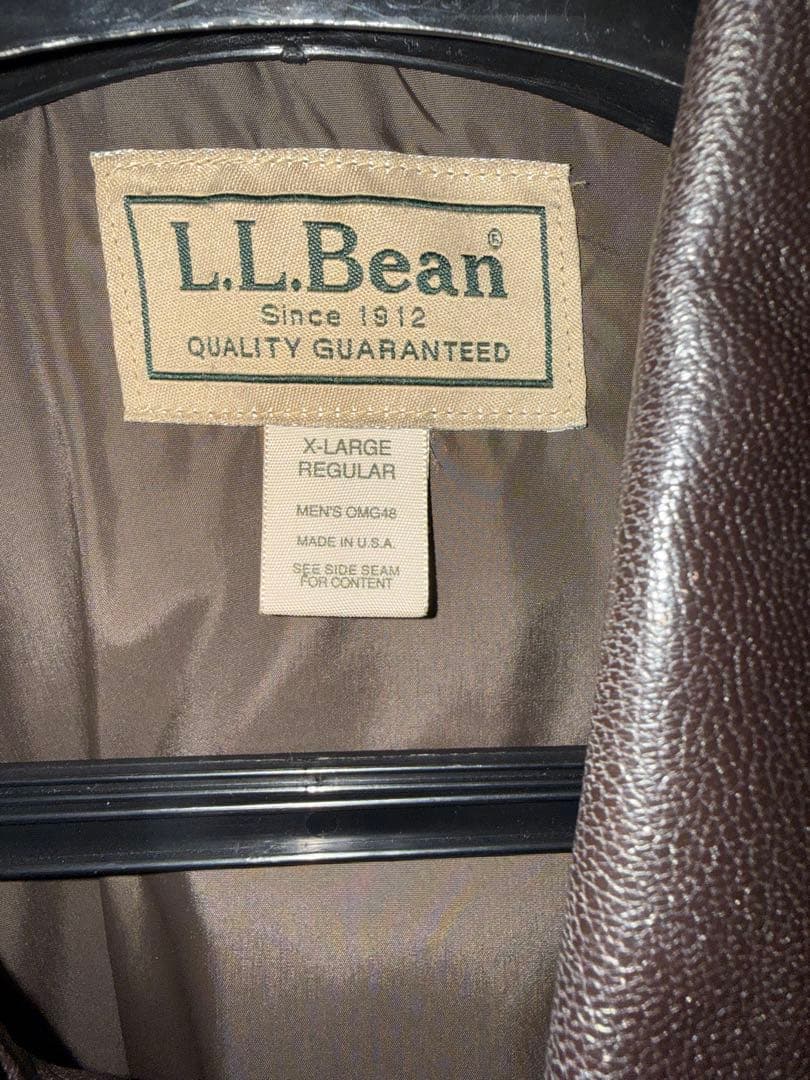 L.L.Bean®
Since 1912
QUALITY GUARANTEED
X-LARGE
REGULAR
MEN'S OMG48
MADE IN U.S.A.
SEE SIDE SEAM
FOR CONTENT